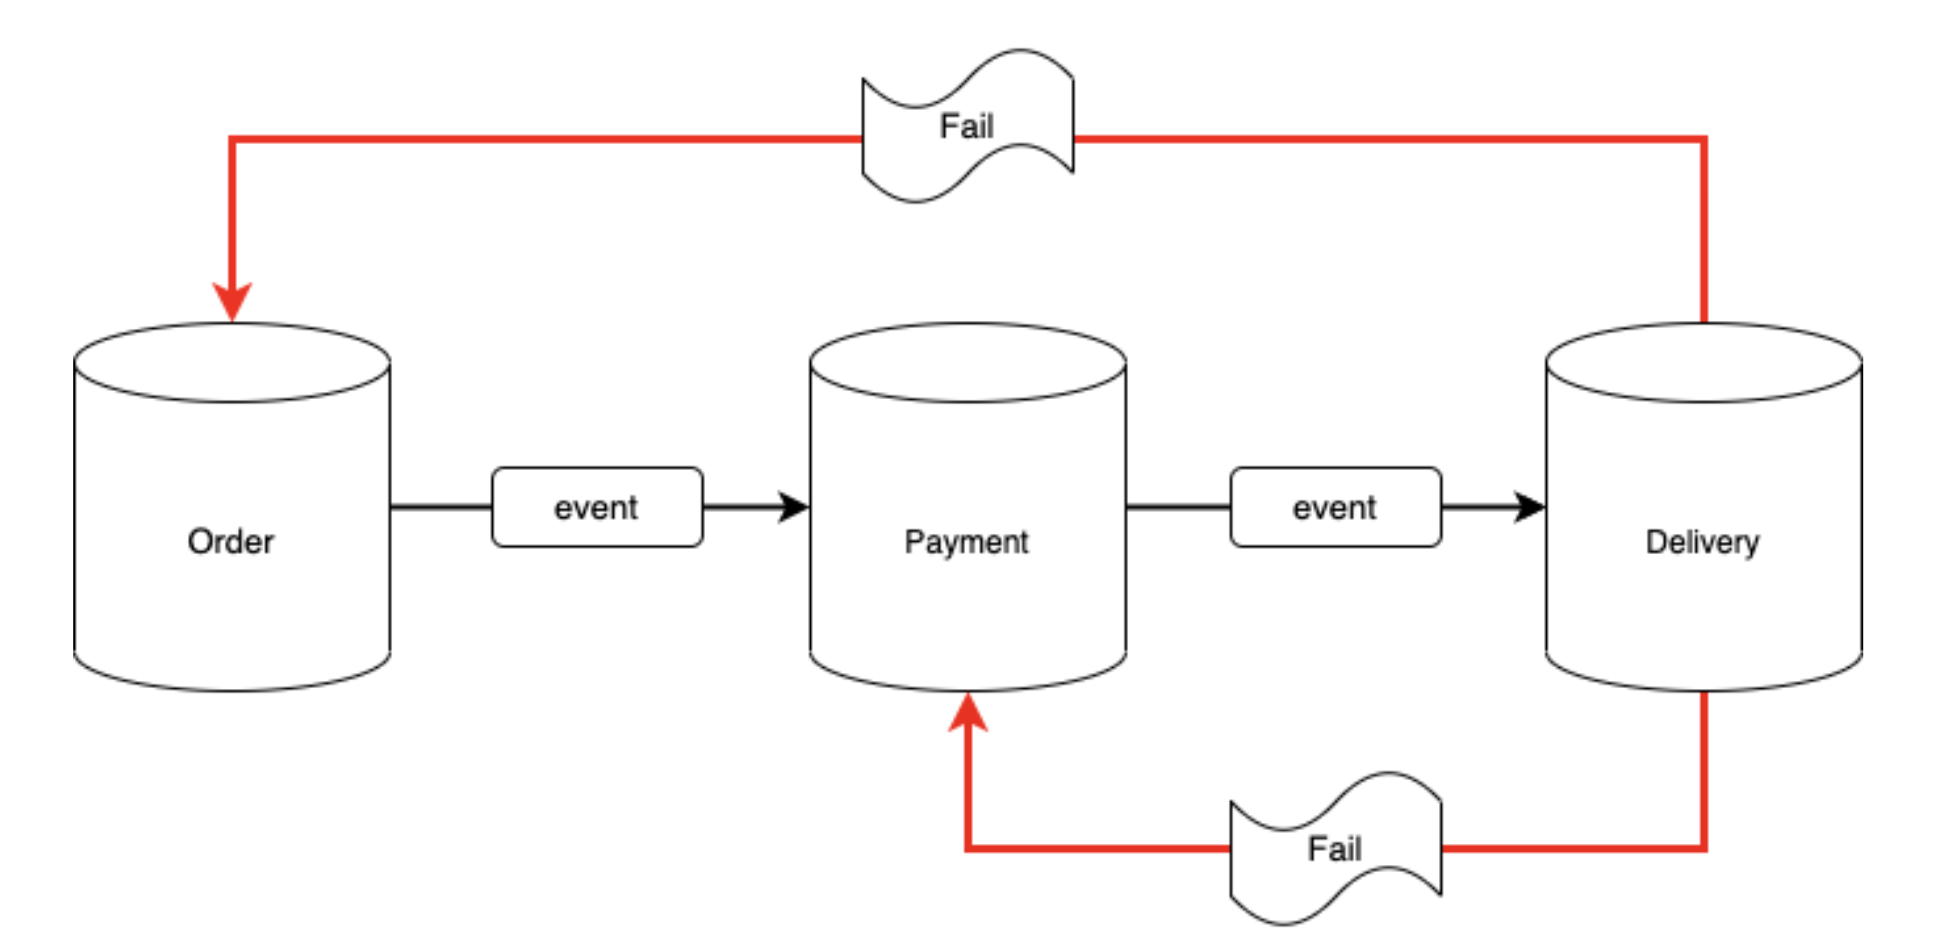 Fail
Order
event
Payment
event
Delivery
Fail